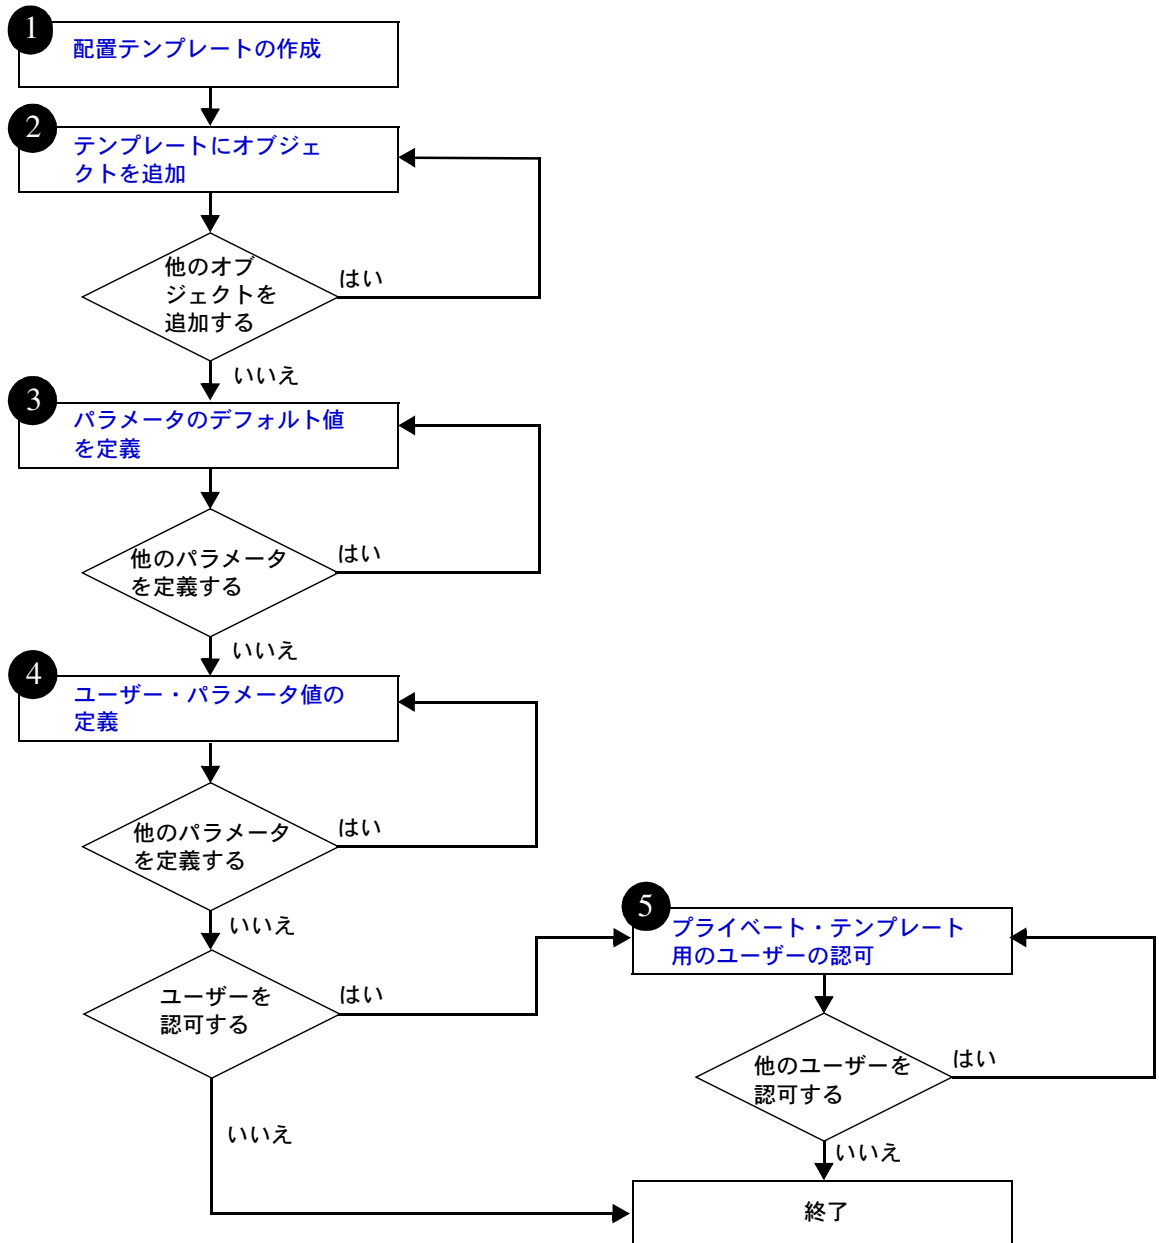 1
配置テンプレートの作成
2
テンプレートにオブジェ
クトを追加
他のオブ
ジェクトを
追加する
はい
いいえ
3
パラメータのデフォルト値
を定義
他のパラメータ
を定義する
はい
いいえ
4
ユーザー・パラメータ値の
定義
他のパラメータ
を定義する
はい
いいえ
ユーザーを
認可する
はい
いいえ
5
プライベート・テンプレート
用のユーザーの認可
他のユーザーを
認可する
はい
いいえ
終了